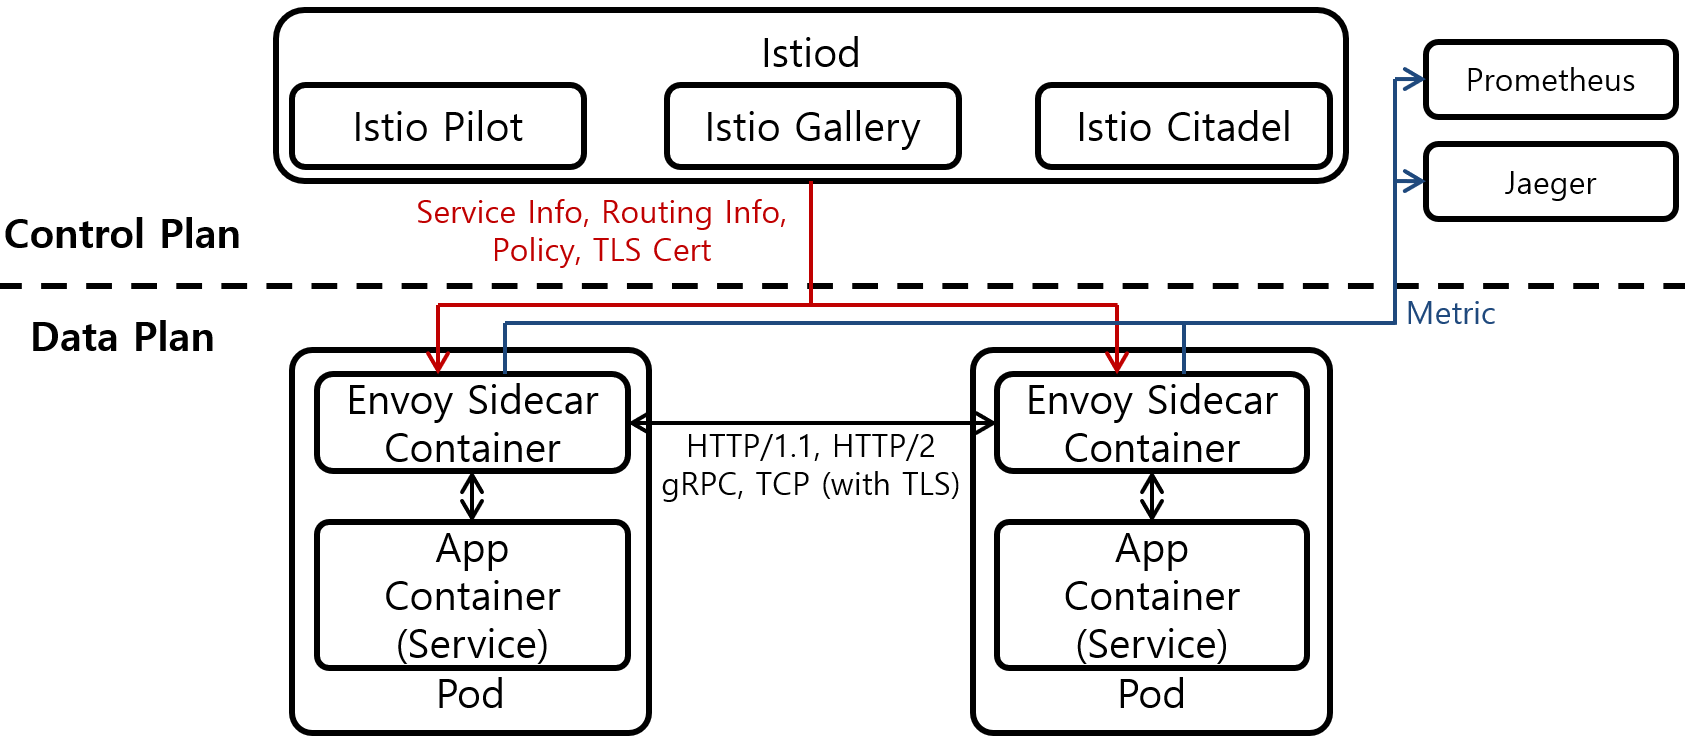 Istiod
Istio Pilot
Istio Gallery
Istio Citadel
Prometheus
Jaeger
Service Info, Routing Info,
Policy, TLS Cert
Control Plan
Data Plan
Metric
Envoy Sidecar
Container
HTTP/1.1, HTTP/2
gRPC, TCP (with TLS)
Envoy Sidecar
Container
App
Container
(Service)
Pod
App
Container
(Service)
Pod